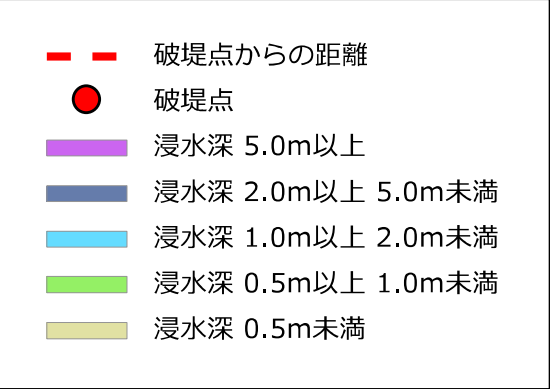 破堤点からの距離
破堤点
浸水深 5.0m以上
浸水深 2.0m以上 5.0m未満
浸水深 1.0m以上 2.0m未満
浸水深 0.5m以上 1.0m未満
浸水深 0.5m未満